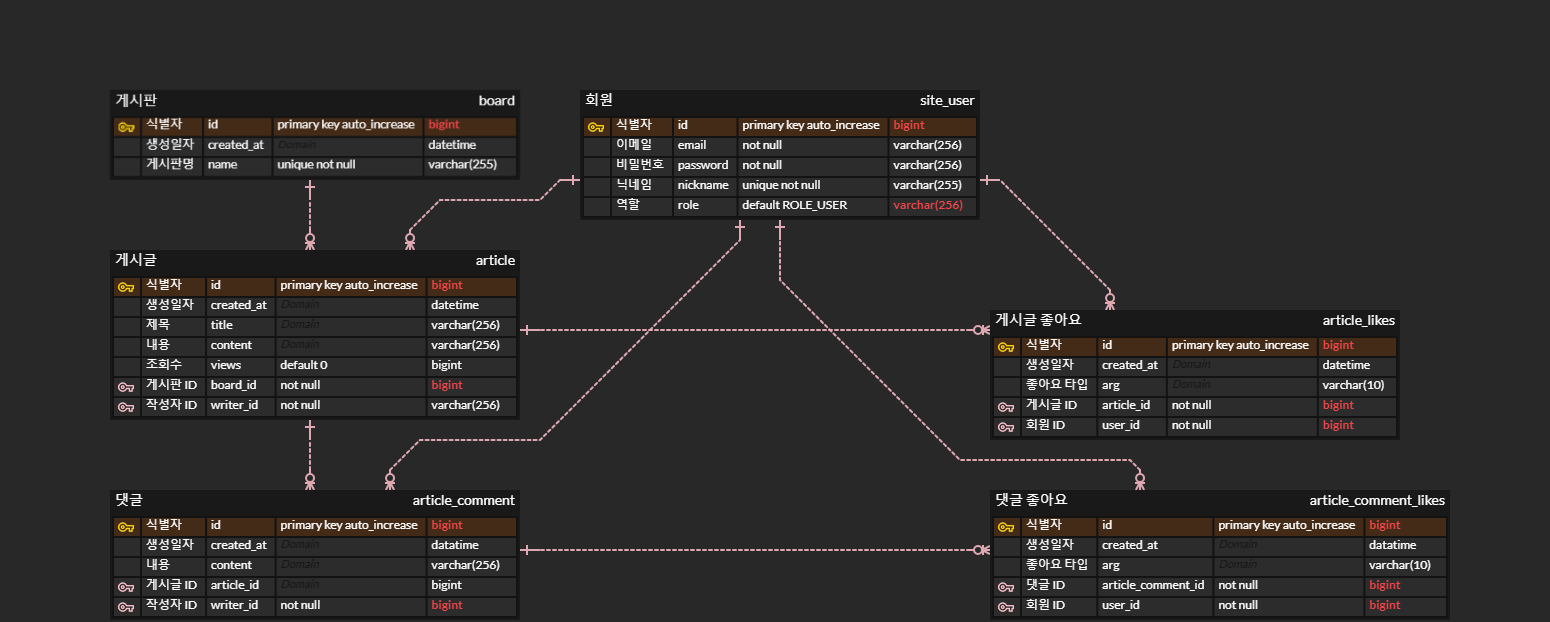 게시판 board
식별자 id primary key auto_increase bigint
생성일자 created_at Domain datetime
게시판명 name unique not null varchar(255)
회원 site_user
식별자 id primary key auto_increase bigint
이메일 email not null varchar(256)
비밀번호 password not null varchar(256)
닉네임 nickname unique not null varchar(255)
역할 role default ROLE_USER varchar(256)
게시글 article
식별자 id primary key auto_increase bigint
생성일자 created_at Domain datetime
제목 title Domain varchar(256)
내용 content Domain varchar(256)
조회수 views default 0 bigint
게시판 ID board_id not null bigint
작성자 ID writer_id not null varchar(256)
게시글 좋아요 article_likes
식별자 id primary key auto_increase bigint
생성일자 created_at Domain datetime
좋아요 타입 arg Domain varchar(10)
게시글 ID article_id not null bigint
회원 ID user_id not null bigint
댓글 article_comment
식별자 id primary key auto_increase bigint
생성일자 created_at Domain datatime
내용 content Domain varchar(256)
게시글 ID article_id Domain bigint
작성자 ID writer_id not null bigint
댓글 좋아요 article_comment_likes
식별자 id primary key auto_increase bigint
생성일자 created_at Domain datatime
좋아요 타입 arg Domain varchar(10)
댓글 ID article_comment_id not null bigint
회원 ID user_id not null bigint